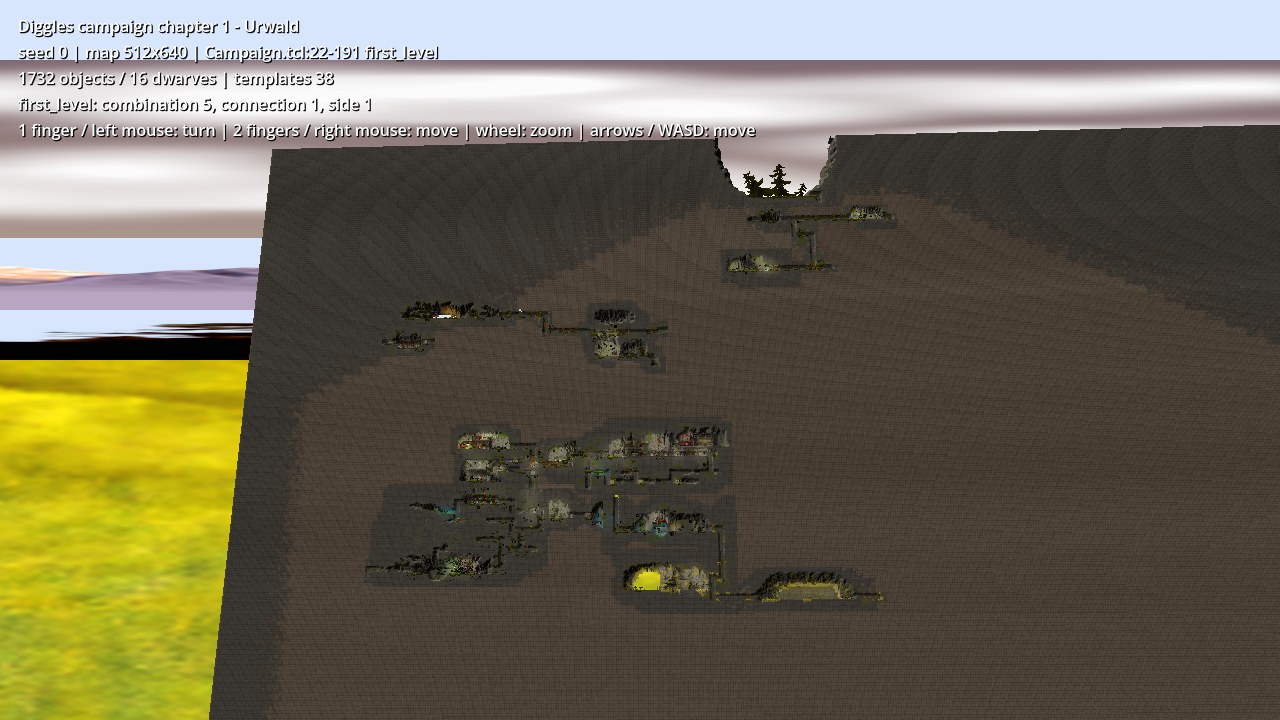 Diggles campaign chapter 1 - Urwald
seed 0 | map 512x640 | Campaign.tcl:22-191 first_level
1732 objects / 16 dwarves | templates 38
first_level: combination 5, connection 1, side 1
1 finger / left mouse: turn | 2 fingers / right mouse: move | wheel: zoom | arrows / WASD: move